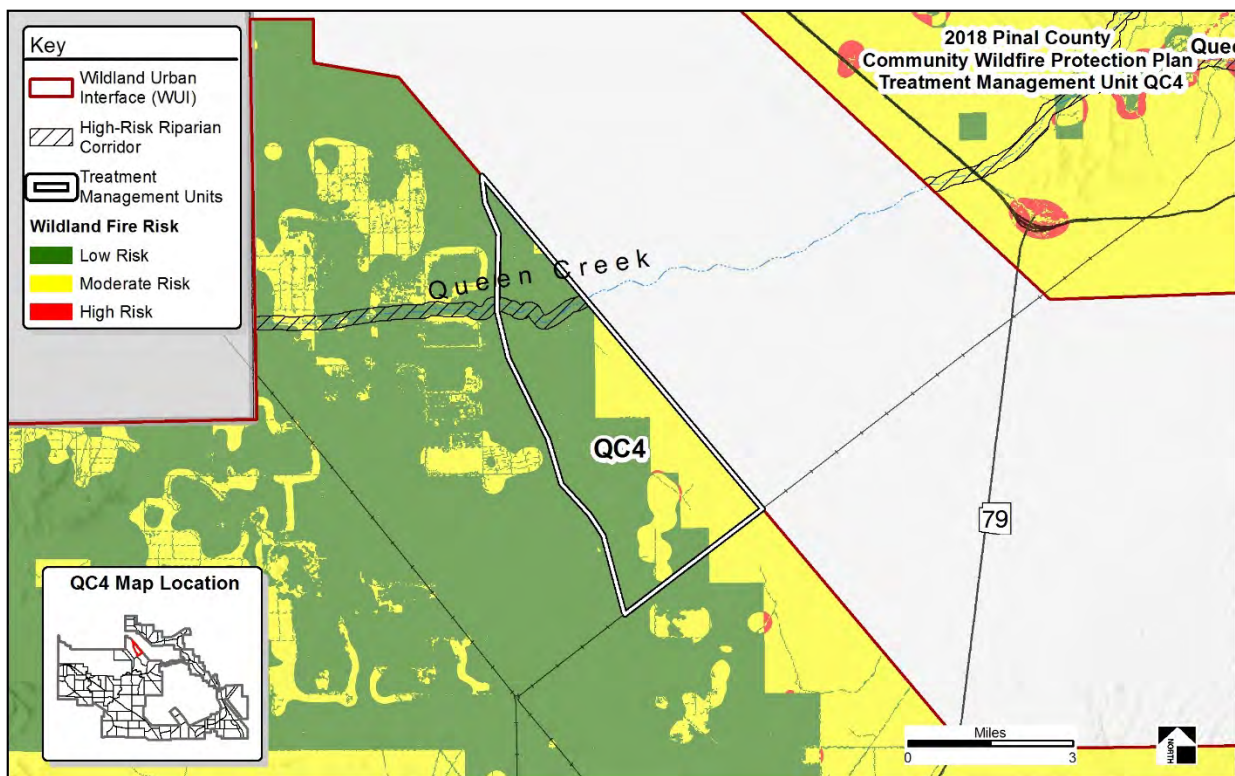 Key
Wildland Urban
Interface (WUI)
High-Risk Riparian
Corridor
Treatment
Management Units
Wildland Fire Risk
Low Risk
Moderate Risk
High Risk
2018 Pinal County
Community Wildfire Protection Plan
Treatment Management Unit QC4
Quee
Queen Creek
QC4
79
QC4 Map Location
Miles
0
3
NORTH